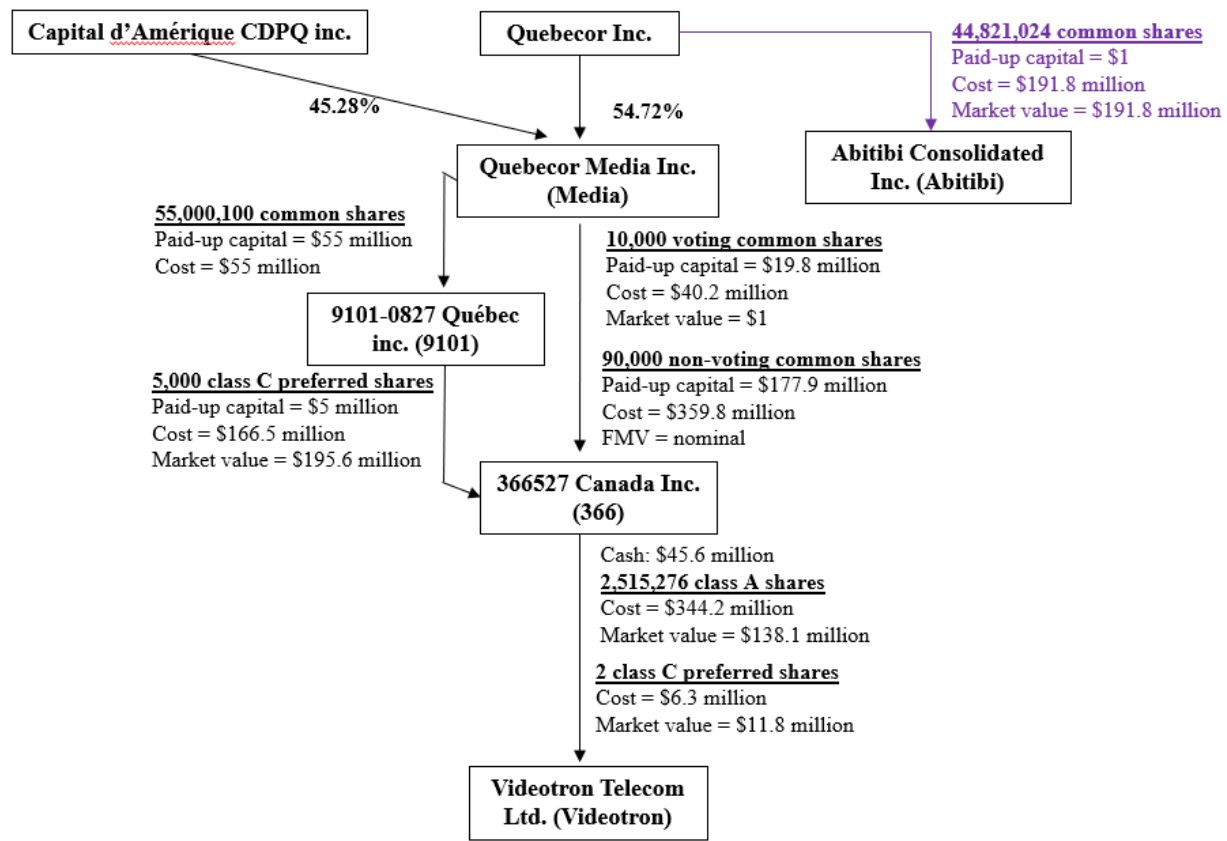 Capital d'Amérique CDPQ inc.
Quebecor Inc.
44,821,024 common shares
Paid-up capital = $1
Cost = $191.8 million
Market value = $191.8 million
45.28%
54.72%
Quebecor Media Inc.
(Media)
Abitibi Consolidated
Inc. (Abitibi)
55,000,100 common shares
Paid-up capital = $55 million
Cost = $55 million
10,000 voting common shares
Paid-up capital = $19.8 million
Cost = $40.2 million
Market value = $1
9101-0827 Québec
inc. (9101)
90,000 non-voting common shares
Paid-up capital = $177.9 million
Cost = $359.8 million
FMV = nominal
5,000 class C preferred shares
Paid-up capital = $5 million
Cost = $166.5 million
Market value = $195.6 million
366527 Canada Inc.
(366)
Cash: $45.6 million
2,515,276 class A shares
Cost = $344.2 million
Market value = $138.1 million
2 class C preferred shares
Cost = $6.3 million
Market value = $11.8 million
Videotron Telecom
Ltd. (Videotron)